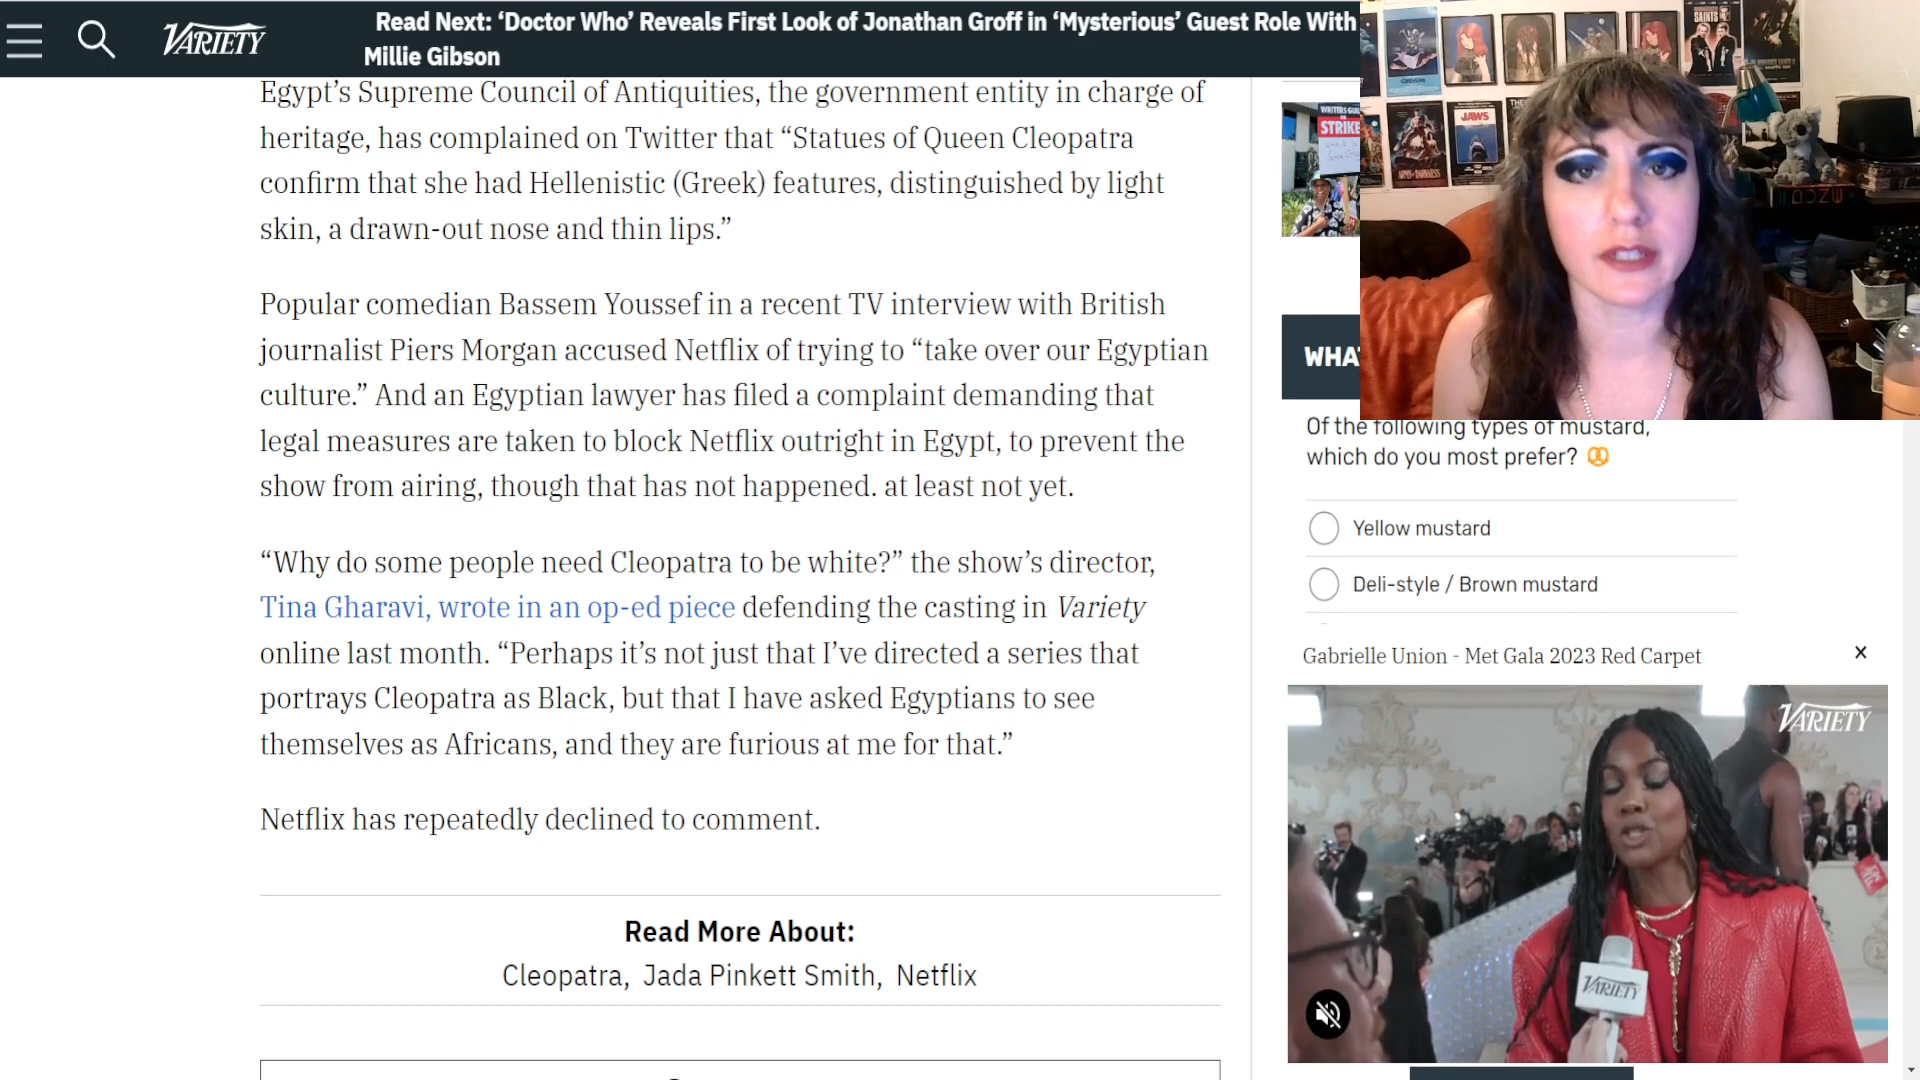 VARIETY
Read Next: ‘Doctor Who’ Reveals First Look of Jonathan Groff in ‘Mysterious’ Guest Role With
Millie Gibson
Egypt’s Supreme Council of Antiquities, the government entity in charge of
heritage, has complained on Twitter that “Statues of Queen Cleopatra
confirm that she had Hellenistic (Greek) features, distinguished by light
skin, a drawn-out nose and thin lips.”
Popular comedian Bassem Youssef in a recent TV interview with British
journalist Piers Morgan accused Netflix of trying to “take over our Egyptian
culture.” And an Egyptian lawyer has filed a complaint demanding that
legal measures are taken to block Netflix outright in Egypt, to prevent the
show from airing, though that has not happened. at least not yet.
“Why do some people need Cleopatra to be white?” the show’s director,
Tina Gharavi, wrote in an op-ed piece defending the casting in Variety
online last month. “Perhaps it’s not just that I’ve directed a series that
portrays Cleopatra as Black, but that I have asked Egyptians to see
themselves as Africans, and they are furious at me for that.”
Netflix has repeatedly declined to comment.
Read More About:
Cleopatra, Jada Pinkett Smith, Netflix
WRITERS GUI
STRIKE
SAINTS
JAWS
ARMY OF DARKNESS
WHA
Of the following types of mustard,
which do you most prefer?
Yellow mustard
Deli-style / Brown mustard
Gabrielle Union - Met Gala 2023 Red Carpet
VARIETY
VARIETY